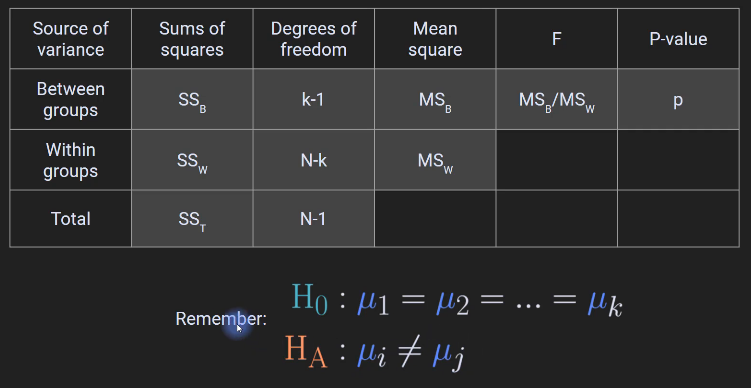 Source of variance
Sums of squares
Degrees of freedom
Mean square
F
P-value
Between groups
SS_B
k-1
MS_B
MS_B/MS_W
p
Within groups
SS_W
N-k
MS_W
Total
SS_T
N-1
Remember:
H_0 : μ_1 = μ_2 = ... = μ_k
H_A : μ_i ≠ μ_j